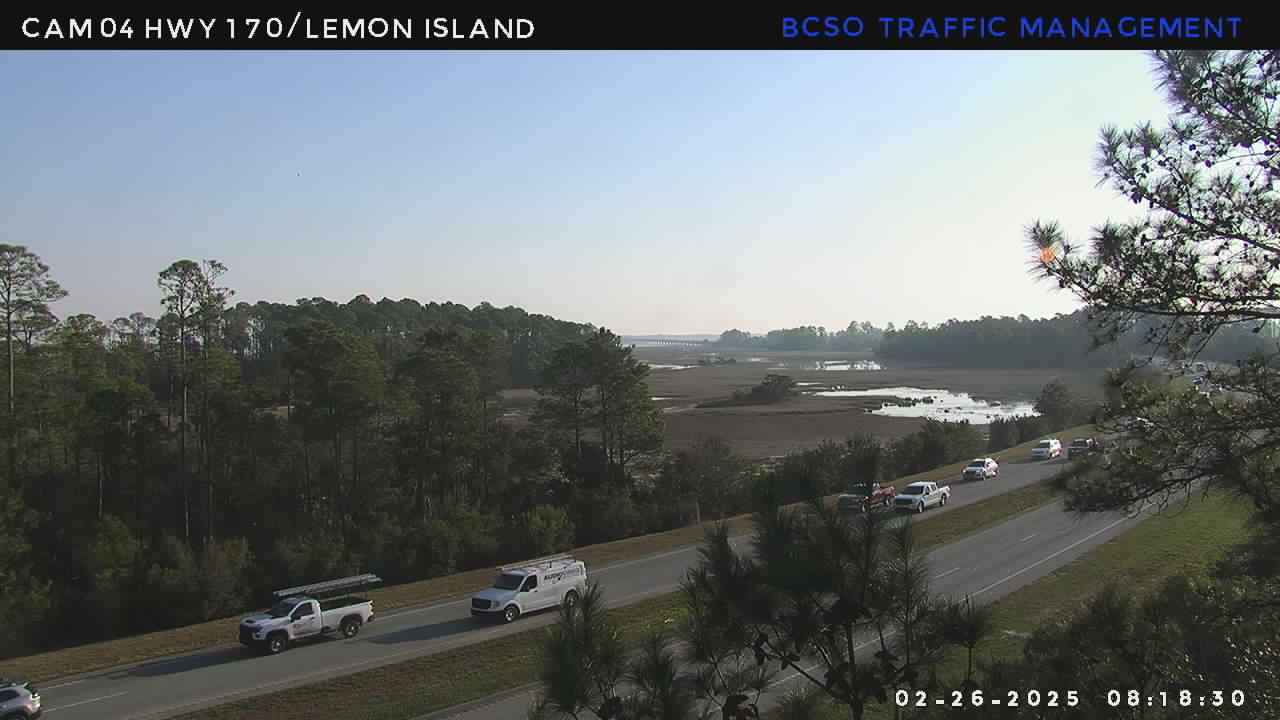 CAM04 HWY 170/LEMON ISLAND
BCSO TRAFFIC MANAGEMENT
02-26-2025 08:18:30